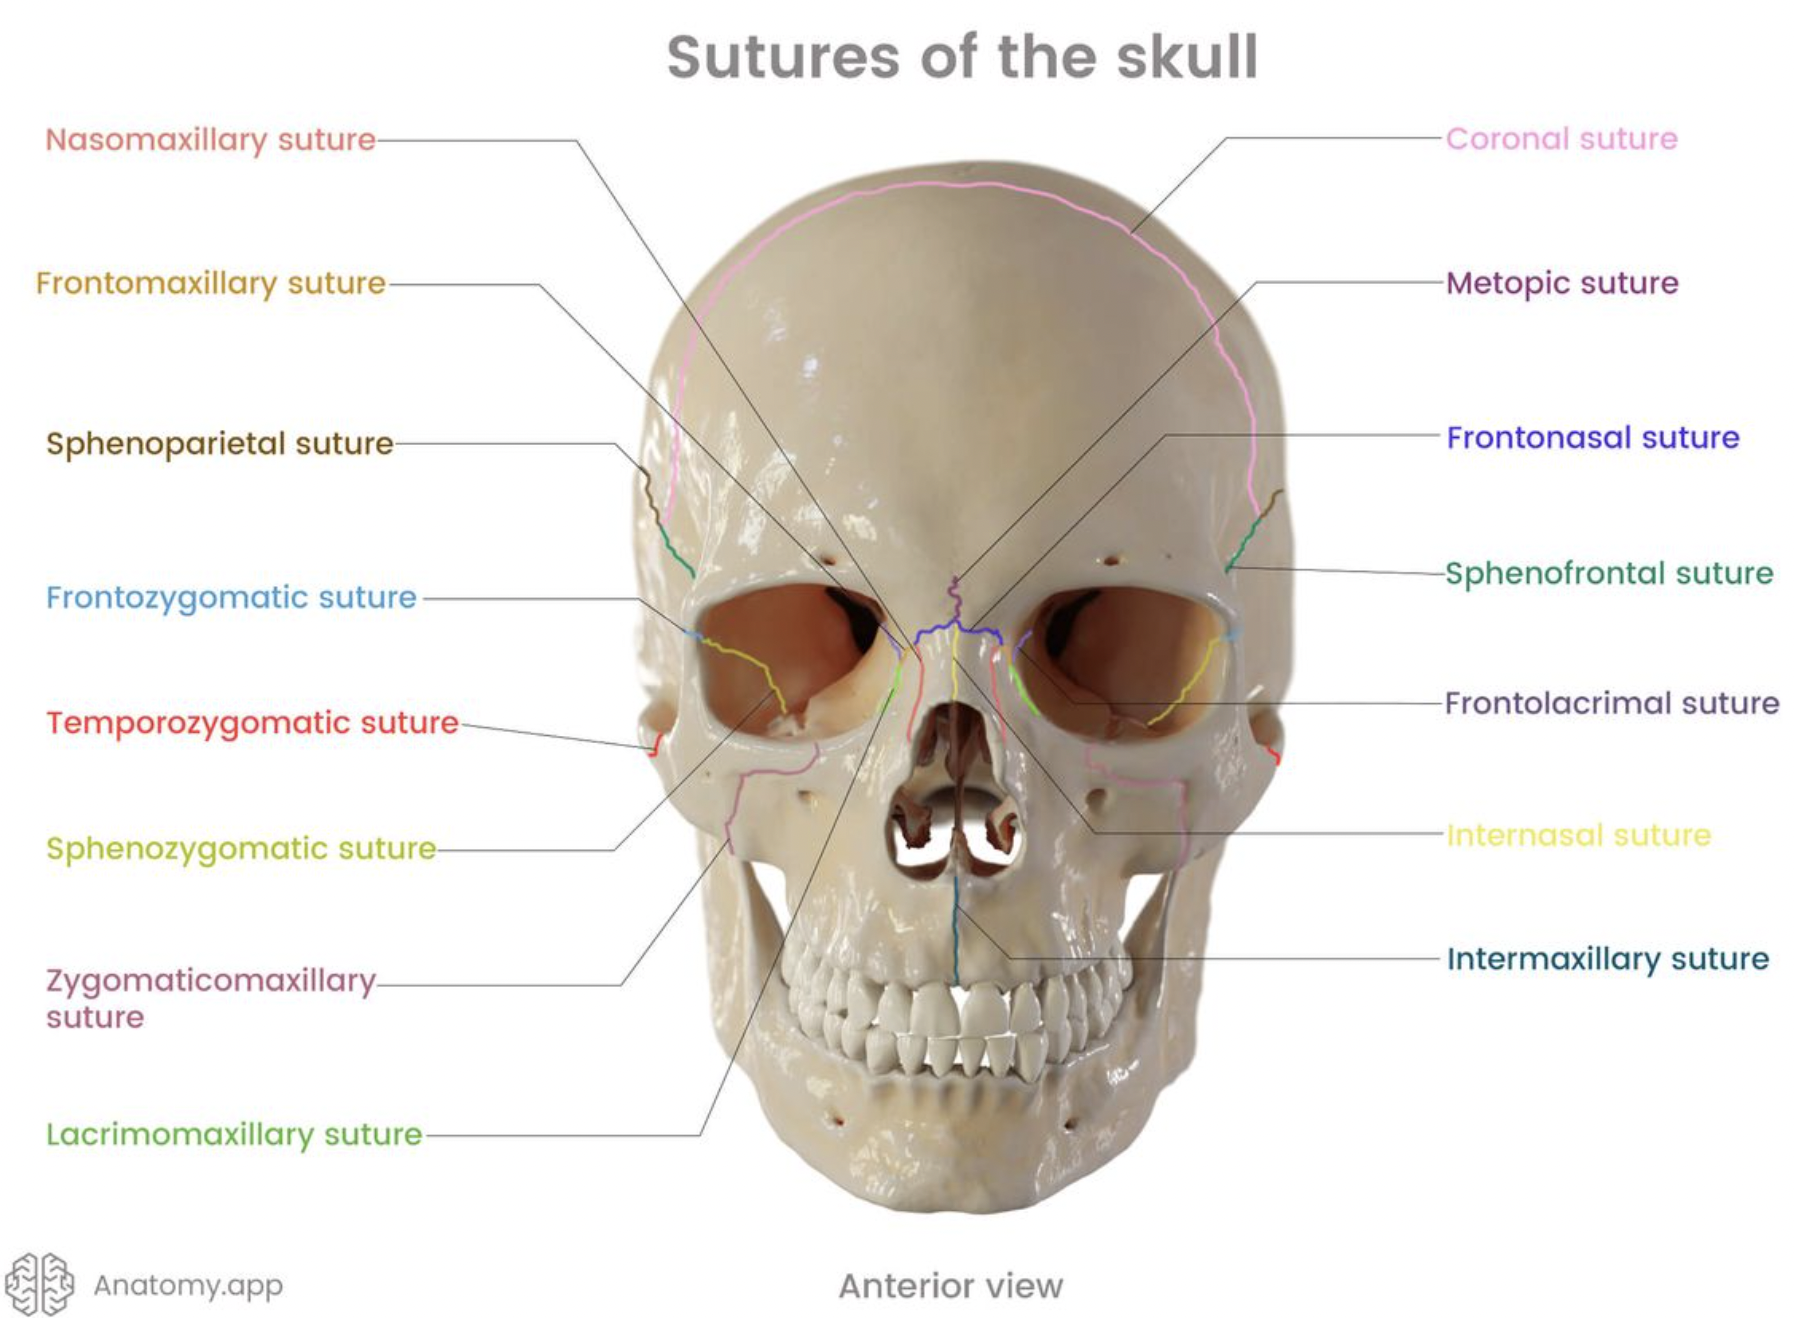 Sutures of the skull
Nasomaxillary suture
Frontomaxillary suture
Sphenoparietal suture
Frontozygomatic suture
Temporozygomatic suture
Sphenozygomatic suture
Zygomaticomaxillary
suture
Lacrimomaxillary suture
Coronal suture
Metopic suture
Frontonasal suture
Sphenofrontal suture
Frontolacrimal suture
Internasal suture
Intermaxillary suture
Anatomy.app
Anterior view